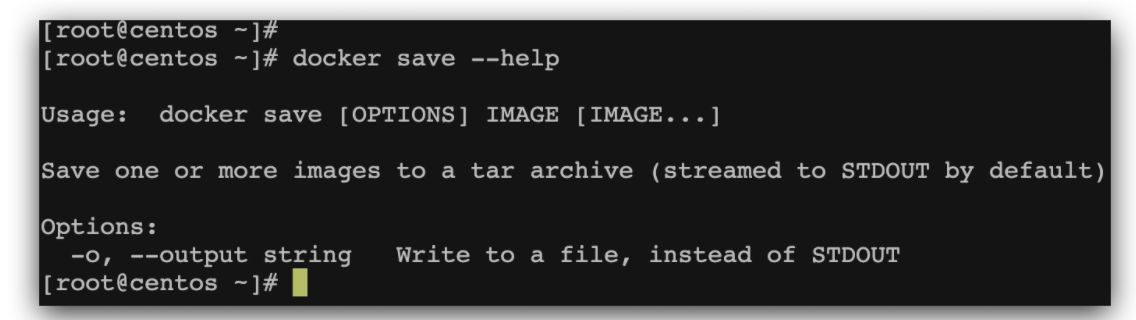 [root@centos ~]#
[root@centos ~]# docker save --help
Usage:  docker save [OPTIONS] IMAGE [IMAGE...]
Save one or more images to a tar archive (streamed to STDOUT by default)
Options:
  -o, --output string   Write to a file, instead of STDOUT
[root@centos ~]#